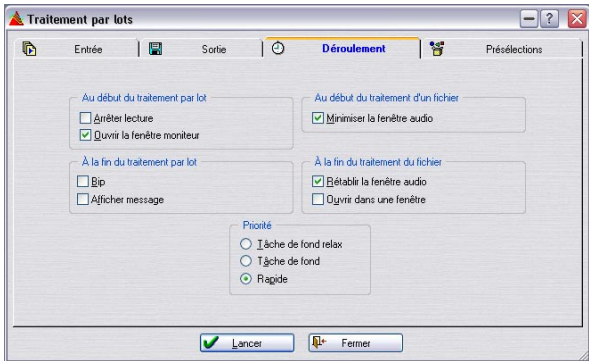 Traitement par lots
Entrée Sortie Déroulement Présélections
Au début du traitement par lot
Arrêter lecture
Ouvrir la fenêtre moniteur
Au début du traitement d'un fichier
Minimiser la fenêtre audio
À la fin du traitement par lot
Bip
Afficher message
À la fin du traitement du fichier
Rétablir la fenêtre audio
Ouvrir dans une fenêtre
Priorité
Tâche de fond relax
Tâche de fond
Rapide
Lancer Fermer